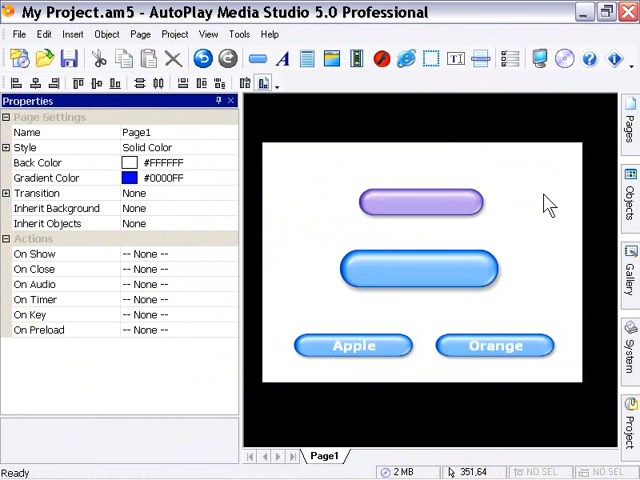 My Project.am5 - AutoPlay Media Studio 5.0 Professional
File Edit Insert Object Page View Tools Help
Properties
Page Settings
Name Page1
Style Solid Color
Back Color #FFFFFF
Gradient Color #0000FF
Transition None
Inherit Background None
Inherit Objects None
Actions
On Show -- None --
On Close -- None --
On Audio -- None --
On Timer -- None --
On Key -- None --
On Preload -- None --
Apple Orange
Pages
Objects
Gallery
System
Project
Page1
Ready 2 MB 351,64 NO SEL NO SEL